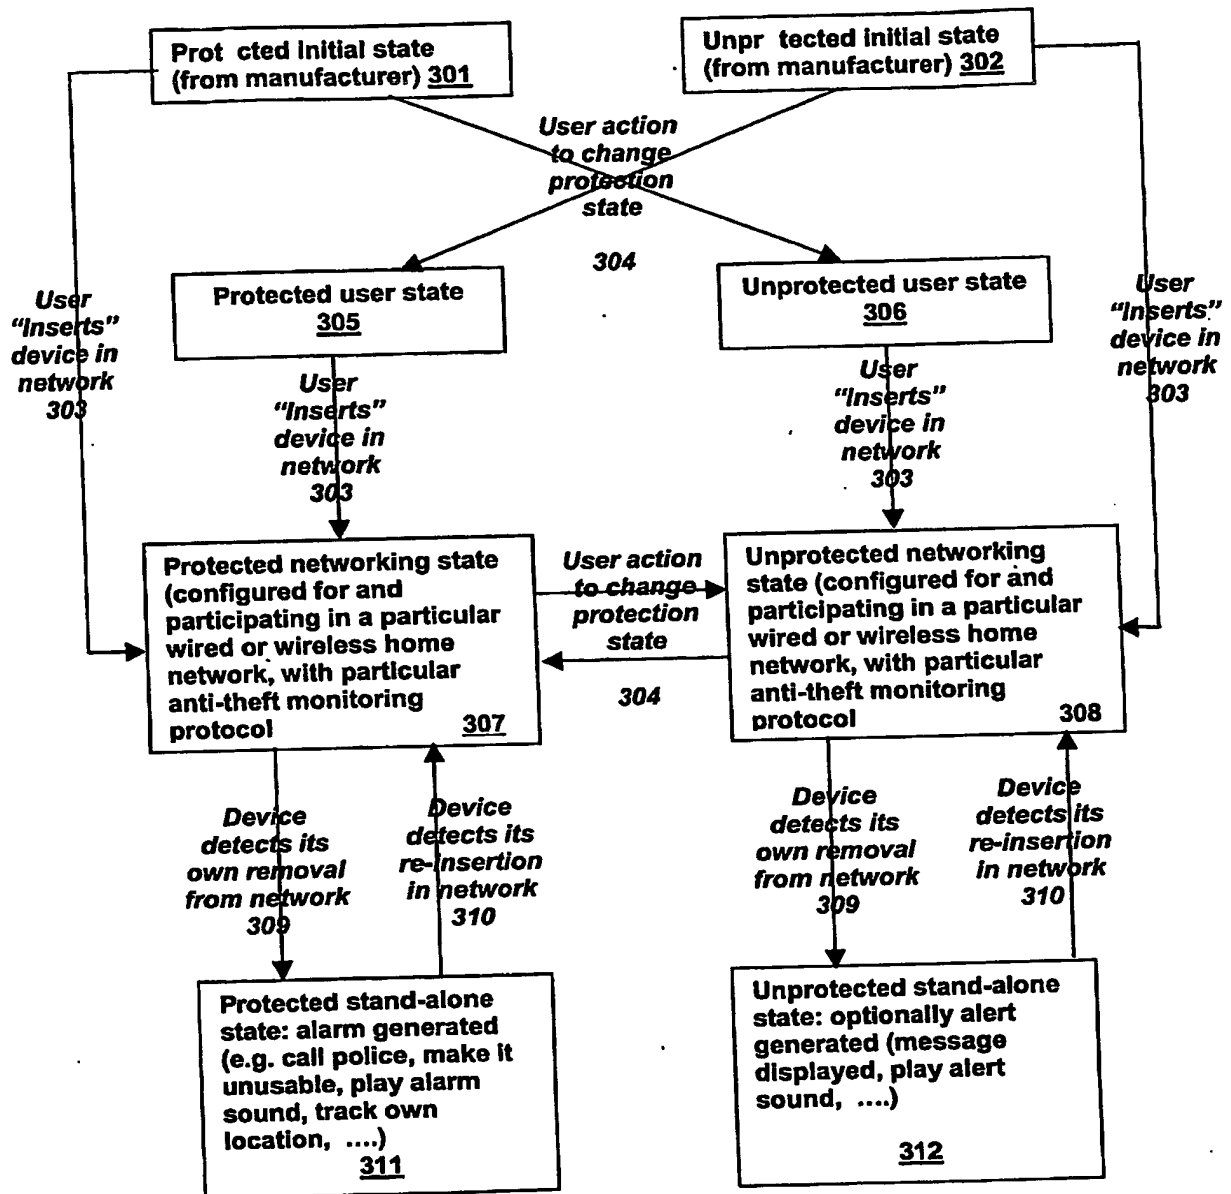 Prot cted initial state
(from manufacturer) 301
Unpr tected initial state
(from manufacturer) 302
User action
to change
protection
state
304
Protected user state
305
Unprotected user state
306
User
“Inserts”
device in
network
303
User
“Inserts”
device in
network
303
User
“Inserts”
device in
network
303
User
“Inserts”
device in
network
303
Protected networking state
(configured for and
participating in a particular
wired or wireless home
network, with particular
anti-theft monitoring
protocol 307
User action
to change
protection
state
304
Unprotected networking
state (configured for and
participating in a particular
wired or wireless home
network, with particular
anti-theft monitoring
protocol 308
Device
detects its
own removal
from network
309
Device
detects its
re-insertion
in network
310
Device
detects its
own removal
from network
309
Device
detects its
re-insertion
in network
310
Protected stand-alone
state: alarm generated
(e.g. call police, make it
unusable, play alarm
sound, track own
location, ....)
311
Unprotected stand-alone
state: optionally alert
generated (message
displayed, play alert
sound, ....)
312